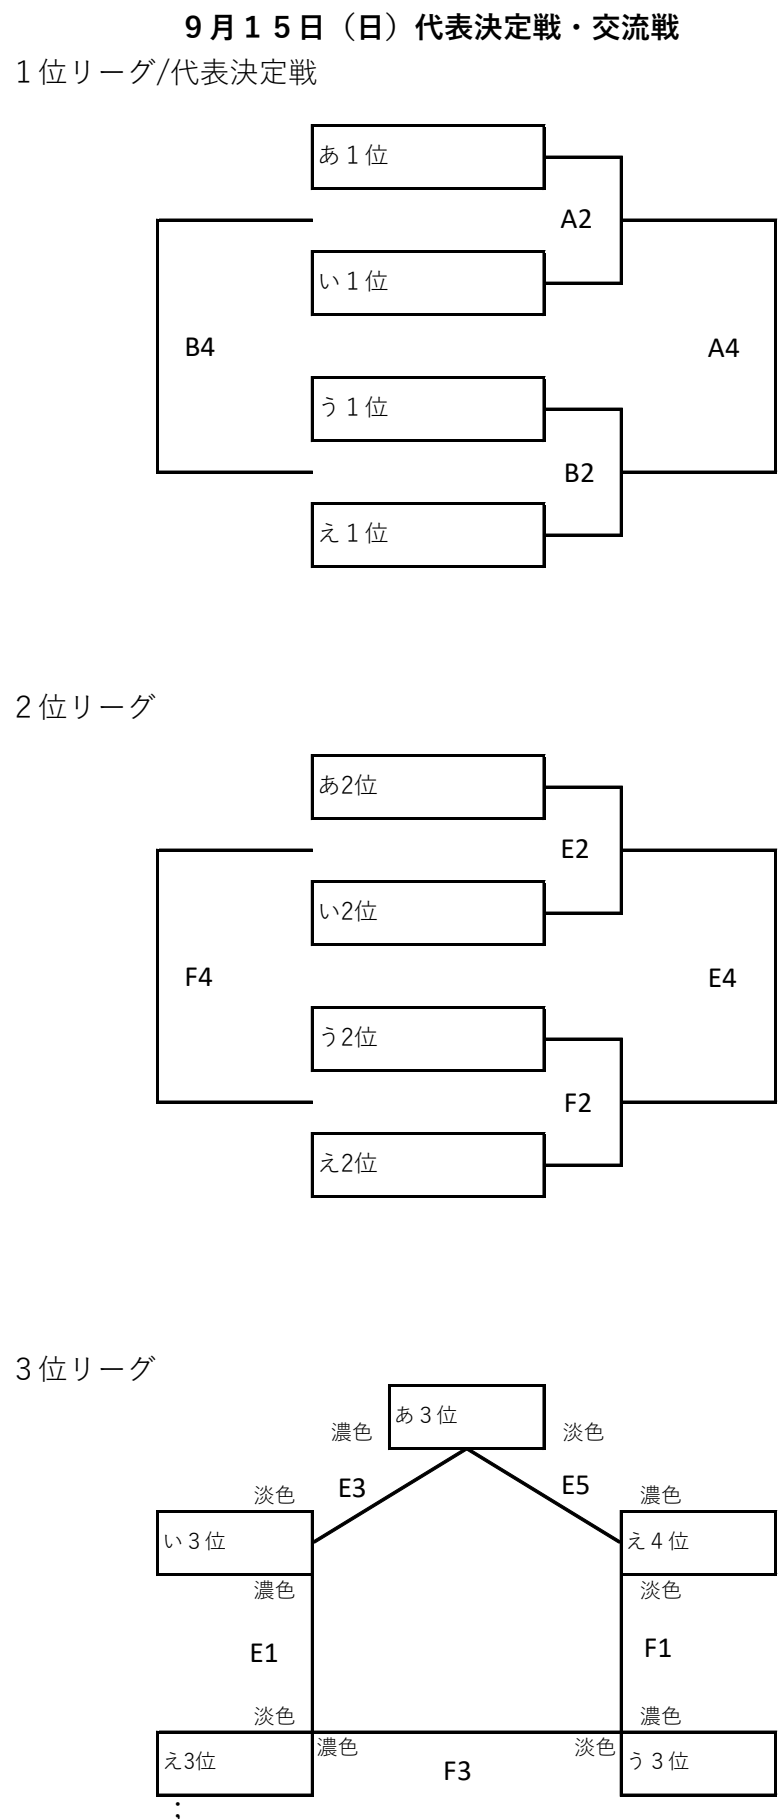 ９月１５日（日）代表決定戦・交流戦
１位リーグ/代表決定戦
あ１位
A2
い１位
B4
A4
う１位
B2
え１位
２位リーグ
あ2位
E2
い2位
F4
E4
う2位
F2
え2位
３位リーグ
あ３位
濃色
淡色
E3
E5
淡色
濃色
い３位
え４位
濃色
淡色
E1
F1
淡色
濃色
え3位
濃色
F3
淡色
う３位
;